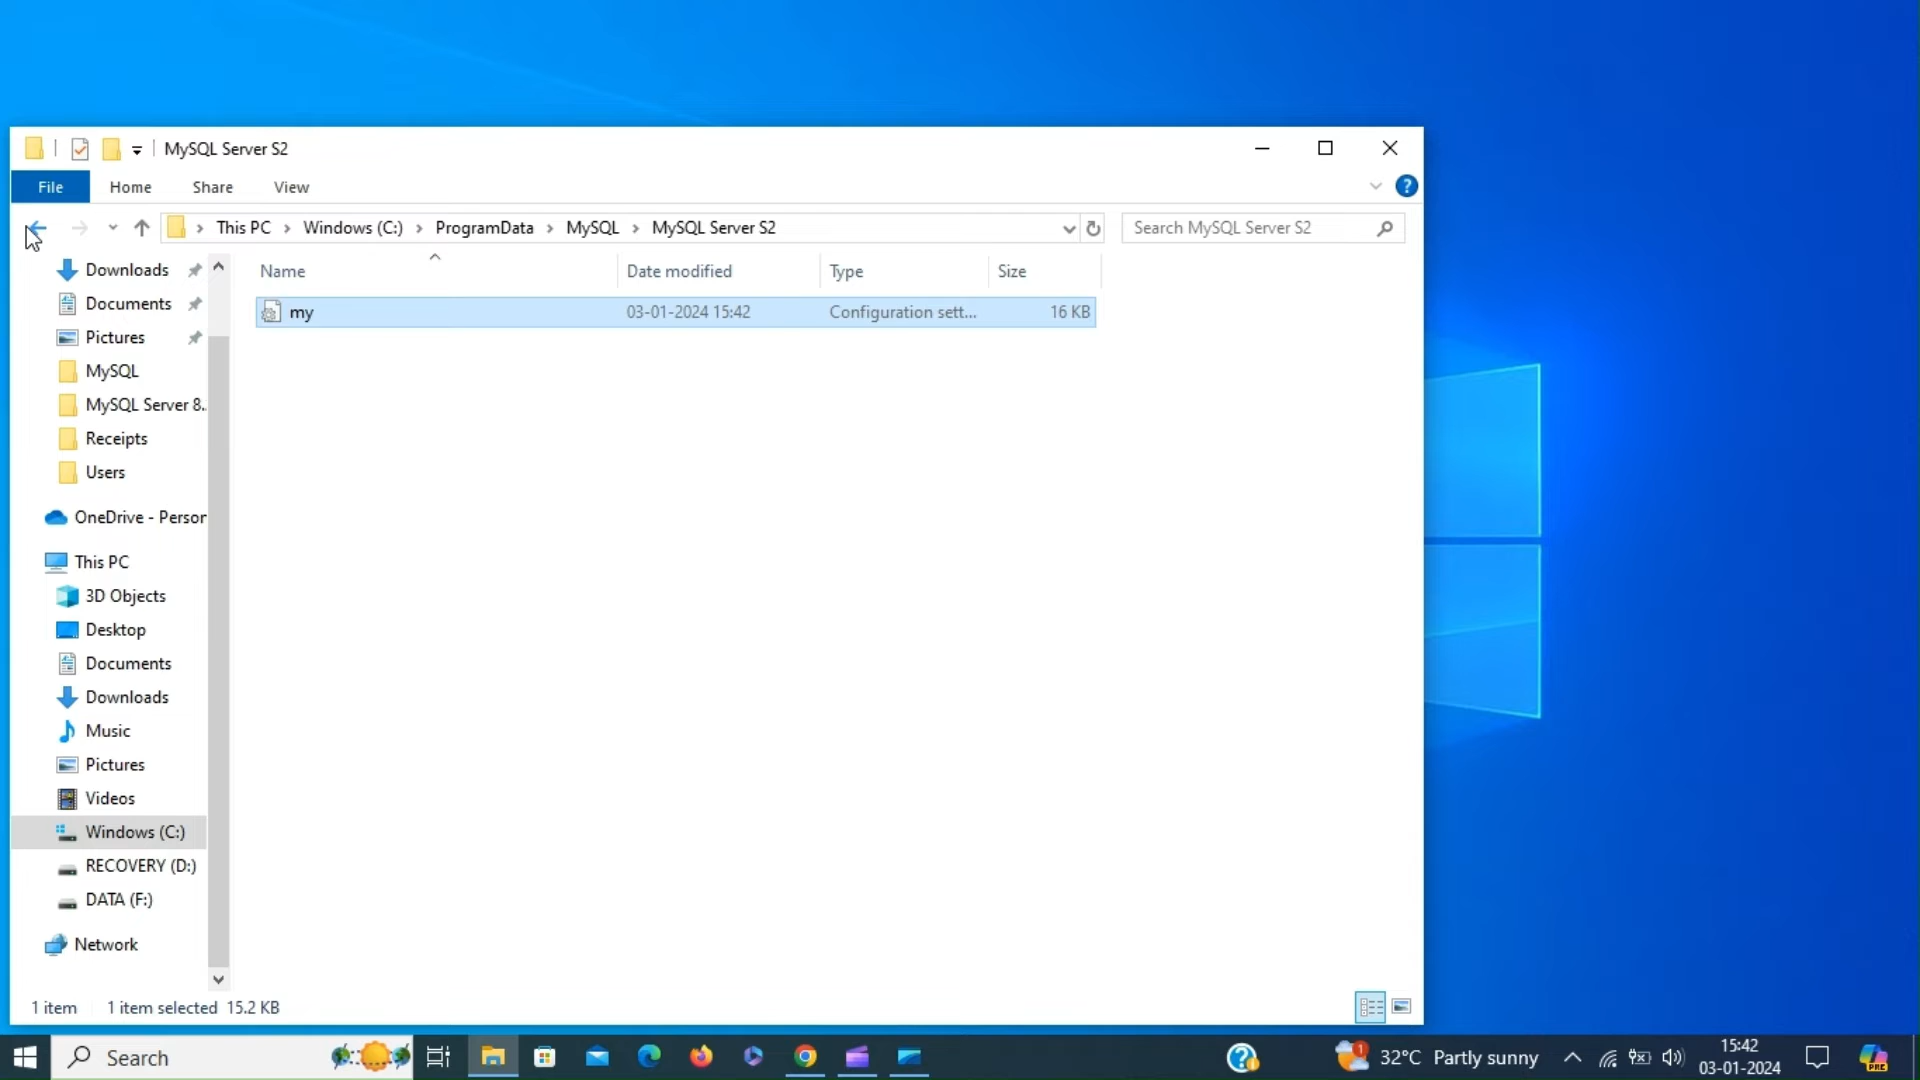 MySQL Server S2
File Home Share View
This PC > Windows (C:) > ProgramData > MySQL > MySQL Server S2
Search MySQL Server S2
Name Date modified Type Size
my 03-01-2024 15:42 Configuration sett... 16 KB
Downloads
Documents
Pictures
MySQL
MySQL Server 8.
Receipts
Users
OneDrive - Person
This PC
3D Objects
Desktop
Documents
Downloads
Music
Pictures
Videos
Windows (C:)
RECOVERY (D:)
DATA (F:)
Network
1 item 1 item selected 15.2 KB
Search
32°C Partly sunny
15:42
03-01-2024
1
PRE